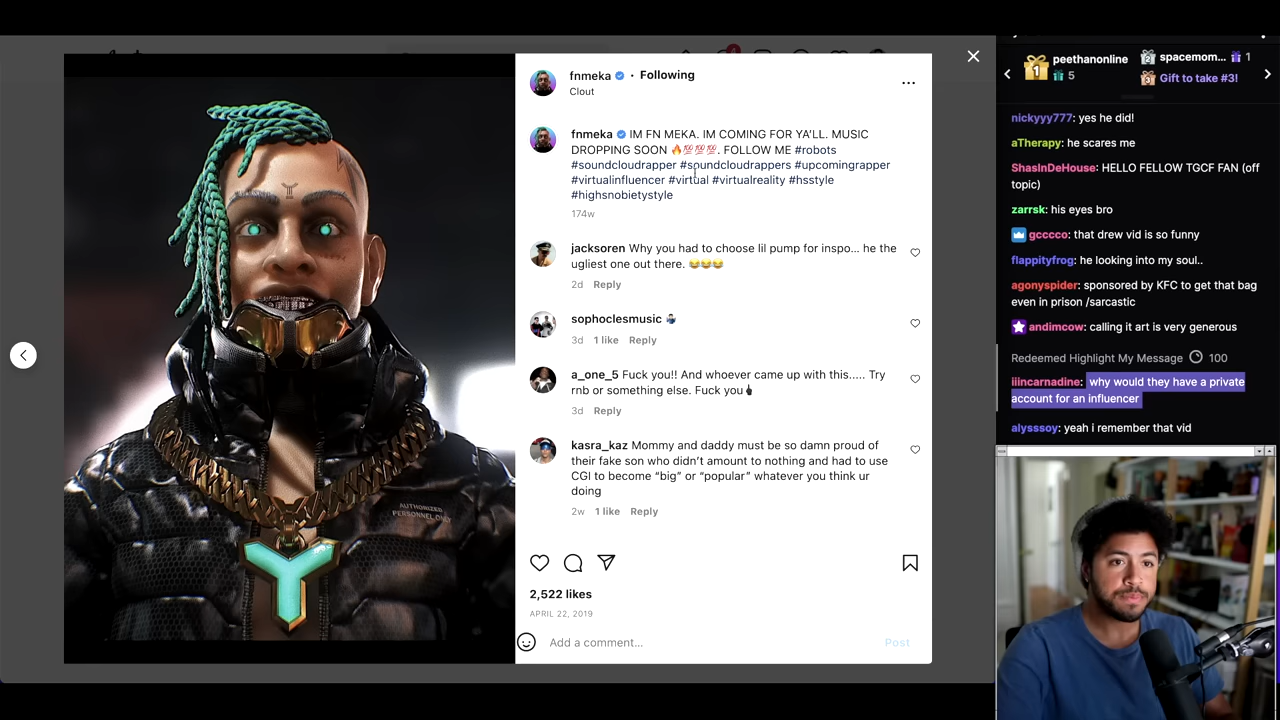 fnmeka • Following
Clout
fnmeka IM FN MEKA. IM COMING FOR YA'LL. MUSIC
DROPPING SOON 🔥💯💯💯. FOLLOW ME #robots
#soundcloudrapper #soundcloudrappers #upcomingrapper
#virtualinfluencer #virtual #virtualreality #hsstyle
#highsnobietystyle
174w
jacksoren Why you had to choose lil pump for inspo... he the
ugliest one out there. 😂😂😂
2d Reply
sophoclesmusic
3d 1 like Reply
a_one_5 Fuck you!! And whoever came up with this..... Try
rnb or something else. Fuck you🖕🏿
3d Reply
kasra_kaz Mommy and daddy must be so damn proud of
their fake son who didn't amount to nothing and had to use
CGI to become "big" or "popular" whatever you think ur
doing
2w 1 like Reply
2,522 likes
APRIL 22, 2019
Add a comment...
Post
AUTHORIZED
PERSONNEL ONLY
1
peethanonline
5
spacemom... 1
Gift to take #3!
nickyyy777: yes he did!
aTherapy: he scares me
ShasInDeHouse: HELLO FELLOW TGCF FAN (off
topic)
zarrsk: his eyes bro
gcccco: that drew vid is so funny
flappityfrog: he looking into my soul..
agonyspider: sponsored by KFC to get that bag
even in prison /sarcastic
andimcow: calling it art is very generous
Redeemed Highlight My Message 100
iiincarnadine: why would they have a private
account for an influencer
alysssoy: yeah i remember that vid